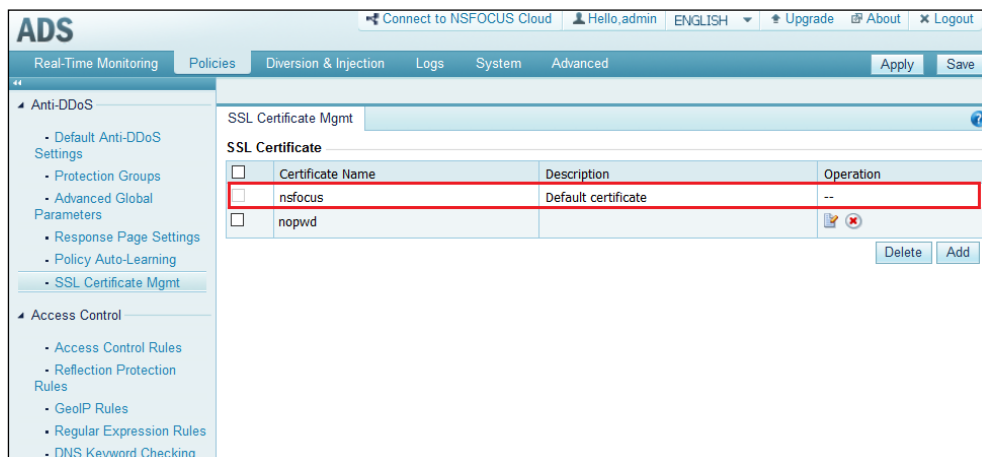 ADS
Connect to NSFOCUS Cloud
Hello,admin
ENGLISH
Upgrade
About
Logout
Real-Time Monitoring
Policies
Diversion & Injection
Logs
System
Advanced
Apply
Save
Anti-DDoS
- Default Anti-DDoS
Settings
- Protection Groups
- Advanced Global
Parameters
- Response Page Settings
- Policy Auto-Learning
- SSL Certificate Mgmt
Access Control
- Access Control Rules
- Reflection Protection
Rules
- GeoIP Rules
- Regular Expression Rules
- DNS Keyword Checking
SSL Certificate Mgmt
SSL Certificate
Certificate Name Description Operation
nsfocus Default certificate --
nopwd
Delete
Add